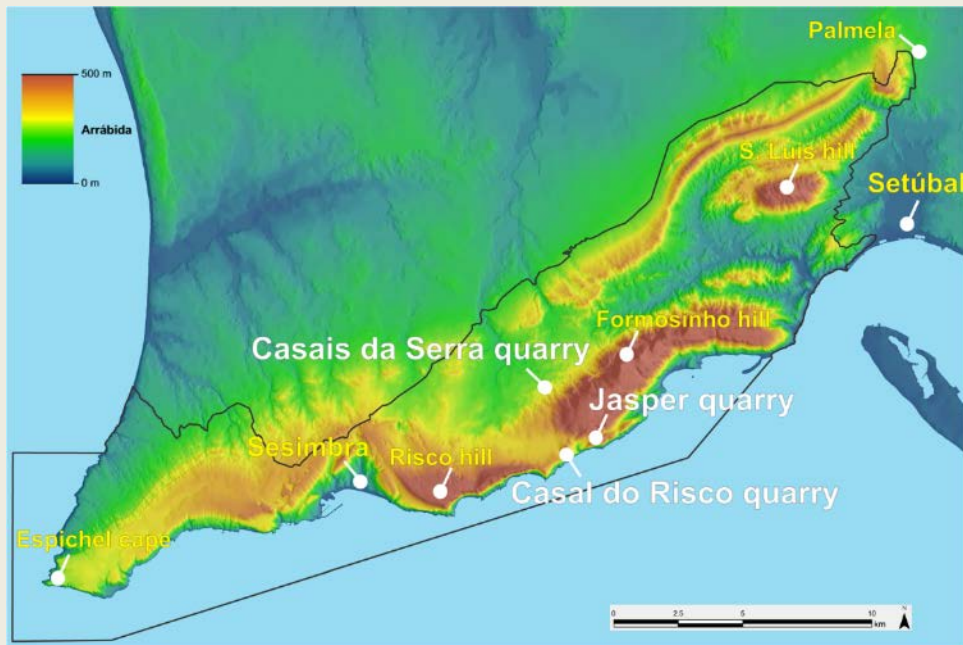 Palmela
500 m
Arrábida
0 m
S. Luis hill
Setúbal
Formosinho hill
Casais da Serra quarry
Jasper quarry
Sesimbra
Risco hill
Casal do Risco quarry
Espichel cape
0 2.5 5 10
km
N